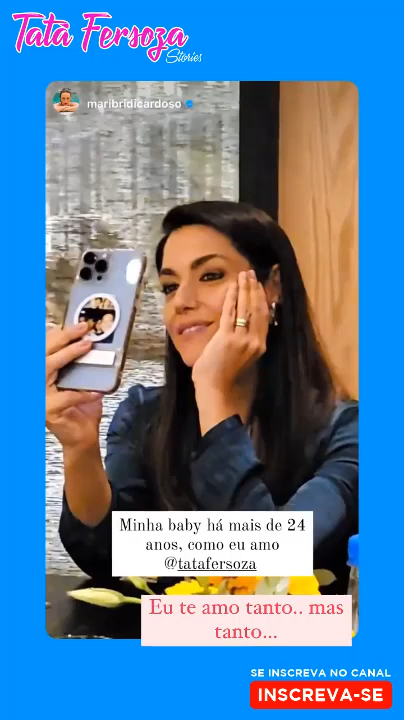 Tatà Fersoza
Stories
maribridicardoso
Minha baby há mais de 24
anos, como eu amo
@tatafersoza
Eu te amo tanto.. mas
tanto...
SE INSCREVA NO CANAL
INSCREVA-SE